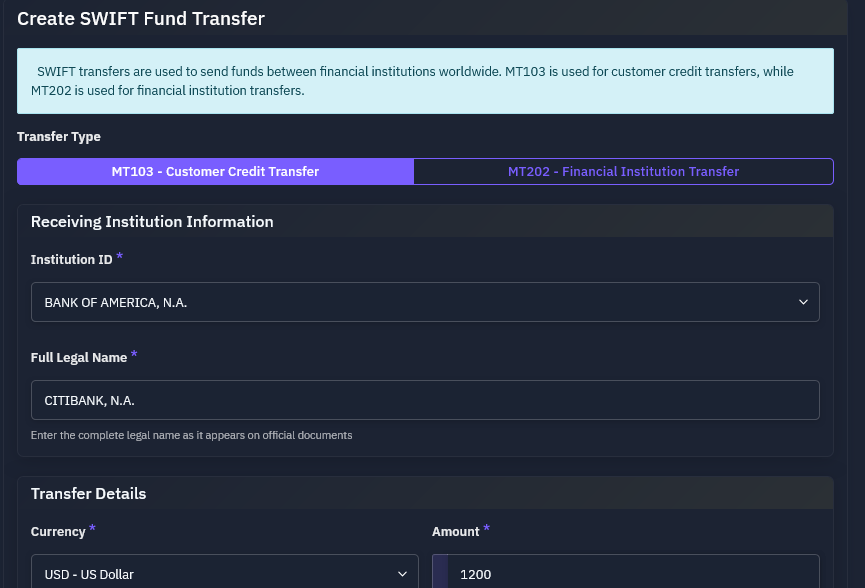 Create SWIFT Fund Transfer
SWIFT transfers are used to send funds between financial institutions worldwide. MT103 is used for customer credit transfers, while
MT202 is used for financial institution transfers.
Transfer Type
MT103 - Customer Credit Transfer
MT202 - Financial Institution Transfer
Receiving Institution Information
Institution ID *
BANK OF AMERICA, N.A.
Full Legal Name *
CITIBANK, N.A.
Enter the complete legal name as it appears on official documents
Transfer Details
Currency *
Amount *
USD - US Dollar
1200